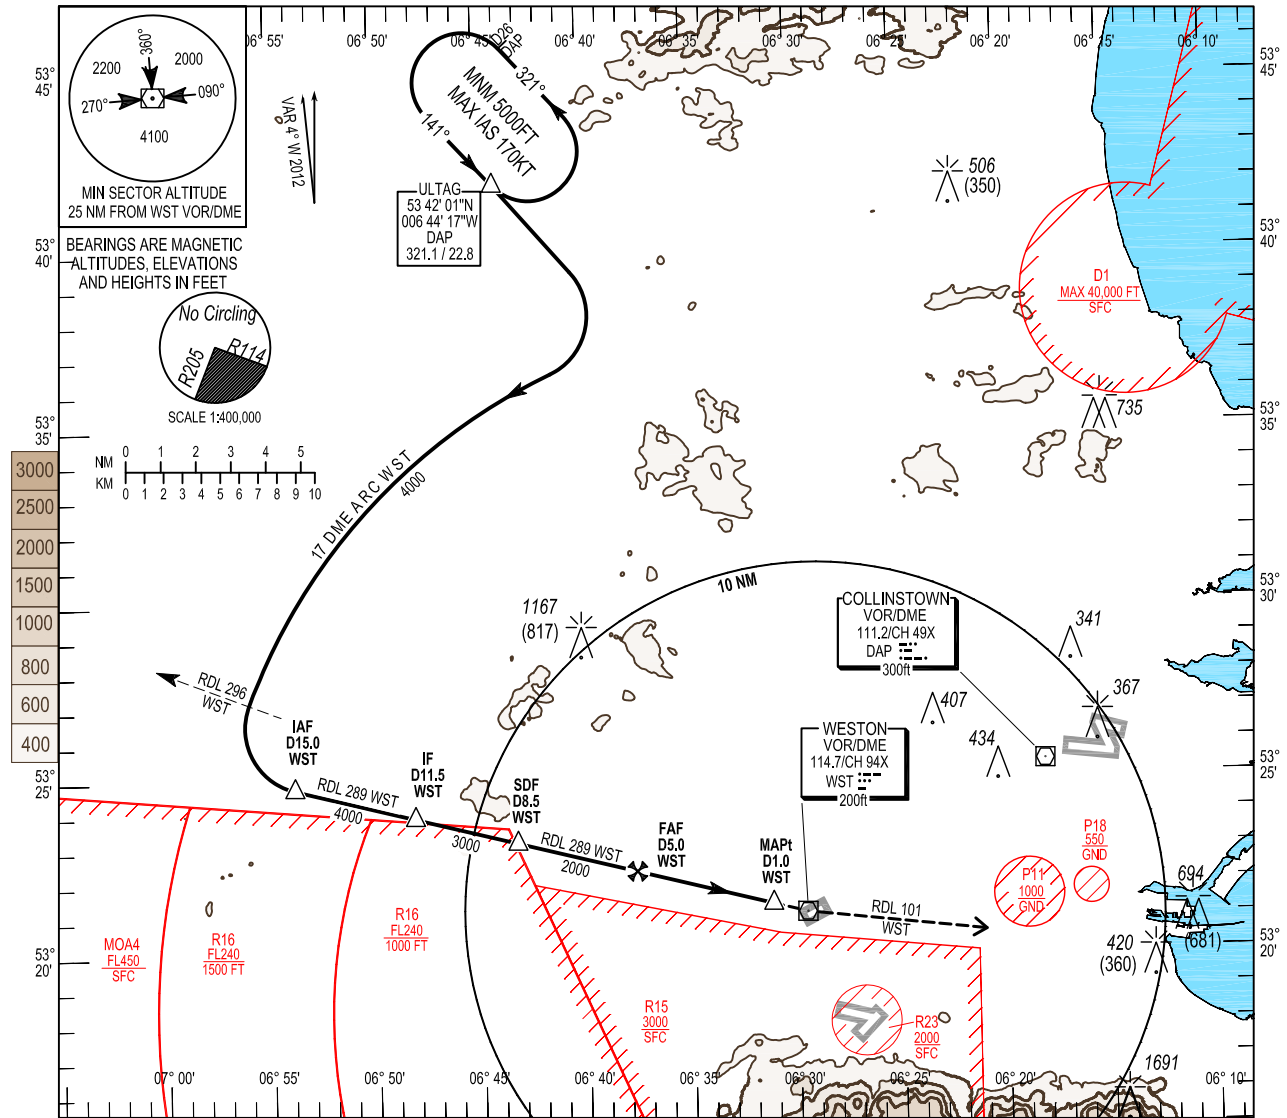 06°55'
06°50'
06°45'
06°40'
06°35'
06°30'
06°25'
06°20'
06°15'
06°10'
53°
45'
53°
45'
360°
2200
2000
270°
090°
4100
MIN SECTOR ALTITUDE
25 NM FROM WST VOR/DME
VAR 4° W 2012
D26
DAP
321°
MNM 5000FT
MAX IAS 170KT
141°
ULTAG
53 42' 01"N
006 44' 17"W
DAP
321.1 / 22.8
506
(350)
BEARINGS ARE MAGNETIC
ALTITUDES, ELEVATIONS
AND HEIGHTS IN FEET
53°
40'
53°
40'
No Circling
R205
R114
SCALE 1:400,000
D1
MAX 40,000 FT
SFC
735
53°
35'
53°
35'
NM 0 1 2 3 4 5
KM 0 1 2 3 4 5 6 7 8 9 10
3000
2500
2000
1500
1000
800
600
400
17 DME ARC WST
4000
10 NM
53°
30'
53°
30'
1167
(817)
COLLINSTOWN
VOR/DME
111.2/CH 49X
DAP
300ft
341
367
407
434
WESTON
VOR/DME
114.7/CH 94X
WST
200ft
RDL 296
WST
IAF
D15.0
WST
IF
D11.5
WST
SDF
D8.5
WST
FAF
D5.0
WST
MAPt
D1.0
WST
53°
25'
53°
25'
RDL 289 WST
4000
3000
RDL 289 WST
2000
RDL 101
WST
P18
550
GND
P11
1000
GND
694
(681)
420
(360)
53°
20'
53°
20'
MOA4
FL450
SFC
R16
FL240
1500 FT
R16
FL240
1000 FT
R15
3000
SFC
R23
2000
SFC
1691
07°00'
06°55'
06°50'
06°45'
06°40'
06°35'
06°30'
06°25'
06°20'
06°10'